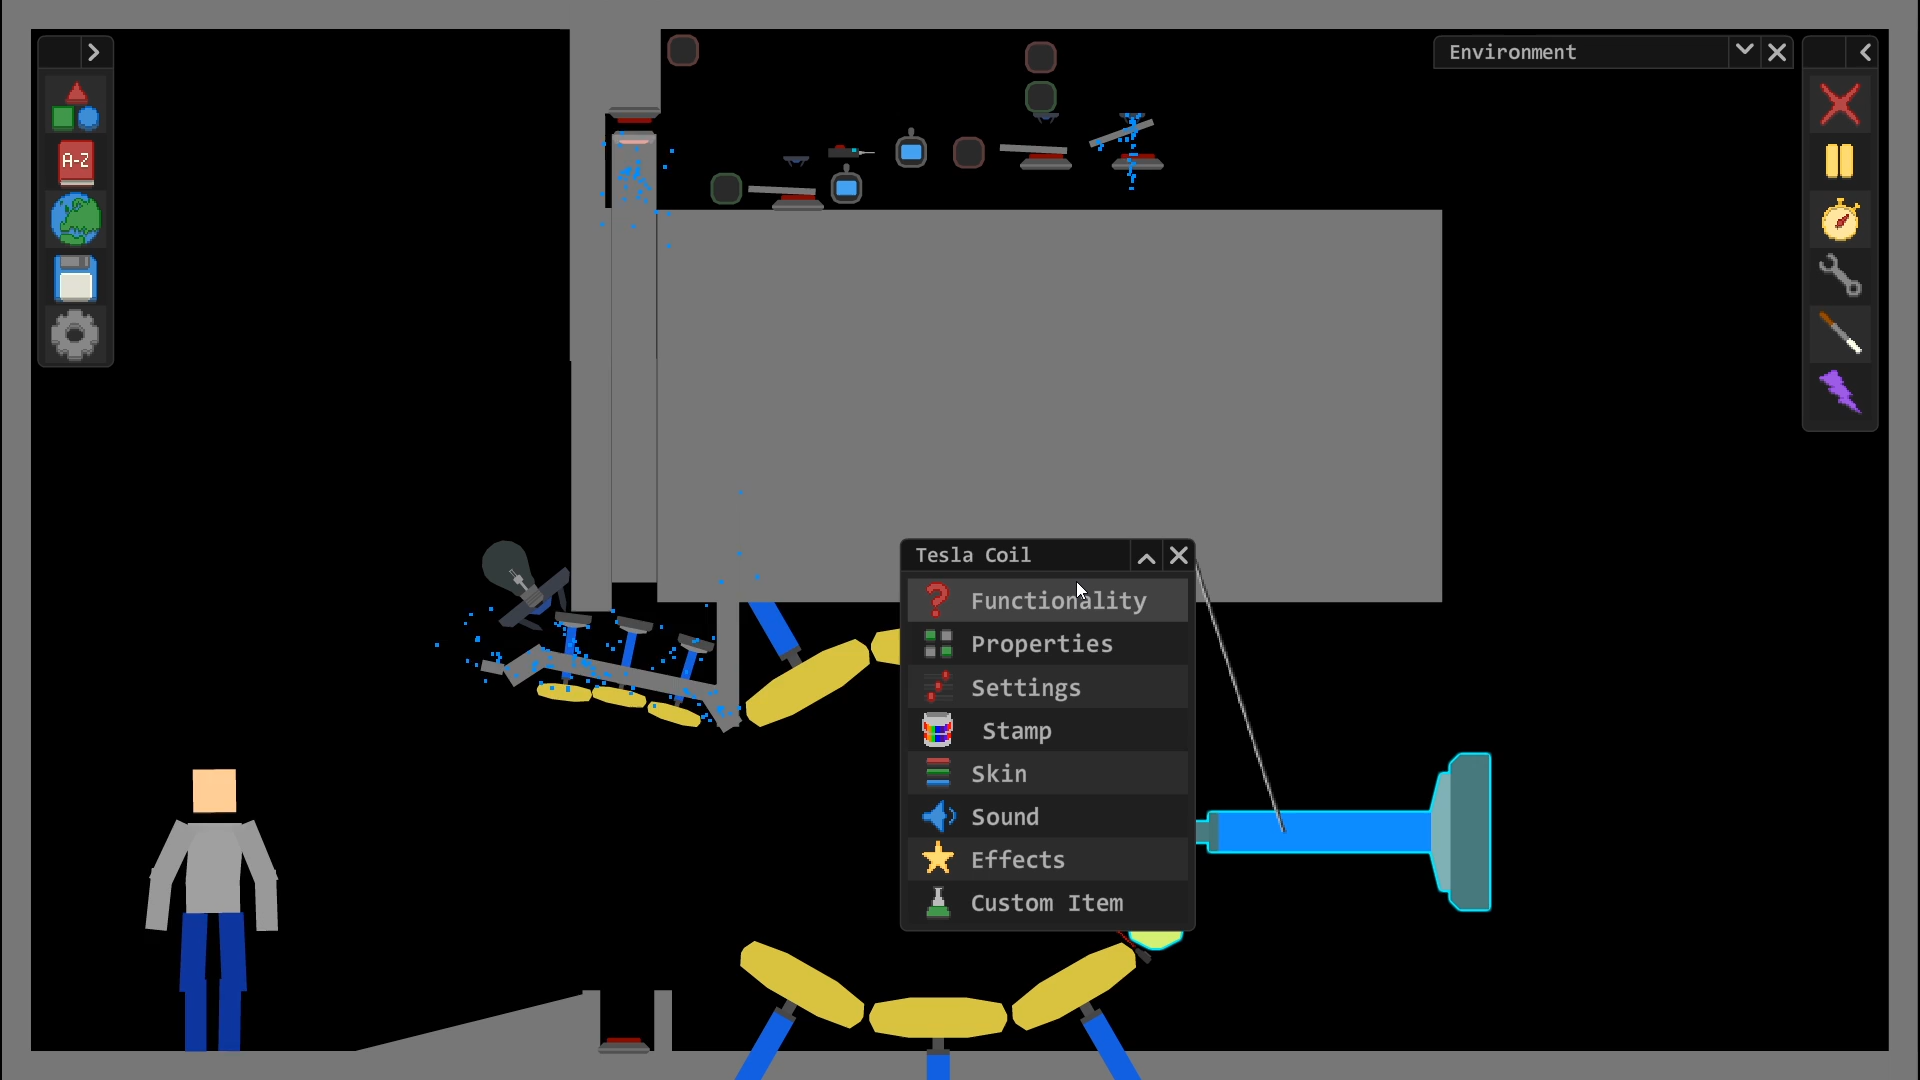 Environment
A-Z
Tesla Coil
Functionality
Properties
Settings
Stamp
Skin
Sound
Effects
Custom Item